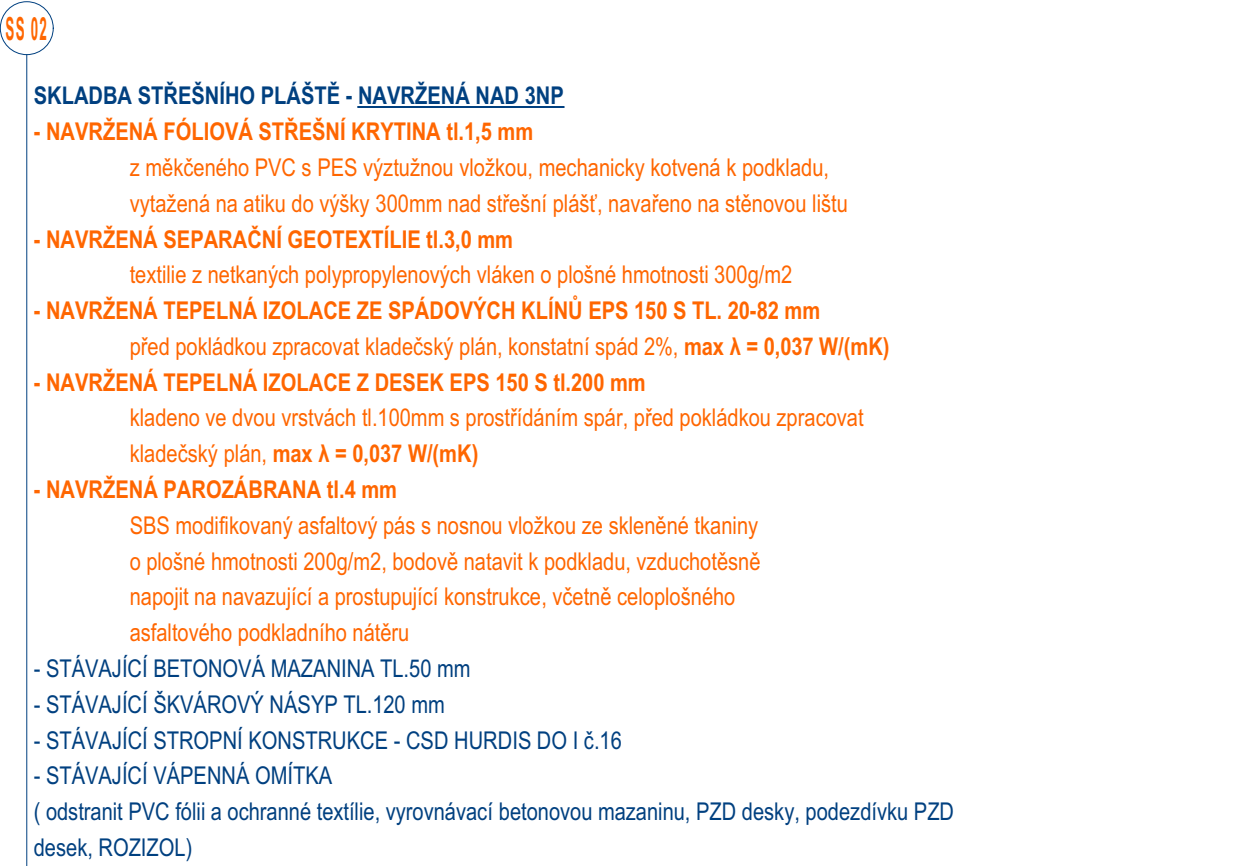 SS 02
SKLADBA STŘEŠNÍHO PLÁŠTĚ - NAVRŽENÁ NAD 3NP
- NAVRŽENÁ FÓLIOVÁ STŘEŠNÍ KRYTINA tl.1,5 mm
z měkčeného PVC s PES výztužnou vložkou, mechanicky kotvená k podkladu,
vytažená na atiku do výšky 300mm nad střešní plášť, navařeno na stěnovou lištu
- NAVRŽENÁ SEPARAČNÍ GEOTEXTÍLIE tl.3,0 mm
textilie z netkaných polypropylenových vláken o plošné hmotnosti 300g/m2
- NAVRŽENÁ TEPELNÁ IZOLACE ZE SPÁDOVÝCH KLÍNŮ EPS 150 S TL. 20-82 mm
před pokládkou zpracovat kladečský plán, konstatní spád 2%, max λ = 0,037 W/(mK)
- NAVRŽENÁ TEPELNÁ IZOLACE Z DESEK EPS 150 S tl.200 mm
kladeno ve dvou vrstvách tl.100mm s prostřídáním spár, před pokládkou zpracovat
kladečský plán, max λ = 0,037 W/(mK)
- NAVRŽENÁ PAROZÁBRANA tl.4 mm
SBS modifikovaný asfaltový pás s nosnou vložkou ze skleněné tkaniny
o plošné hmotnosti 200g/m2, bodově natavit k podkladu, vzduchotěsně
napojit na navazující a prostupující konstrukce, včetně celoplošného
asfaltového podkladního nátěru
- STÁVAJÍCÍ BETONOVÁ MAZANINA TL.50 mm
- STÁVAJÍCÍ ŠKVÁROVÝ NÁSYP TL.120 mm
- STÁVAJÍCÍ STROPNÍ KONSTRUKCE - CSD HURDIS DO I č.16
- STÁVAJÍCÍ VÁPENNÁ OMÍTKA
( odstranit PVC fólii a ochranné textílie, vyrovnávací betonovou mazaninu, PZD desky, podezdívku PZD
desek, ROZIZOL)